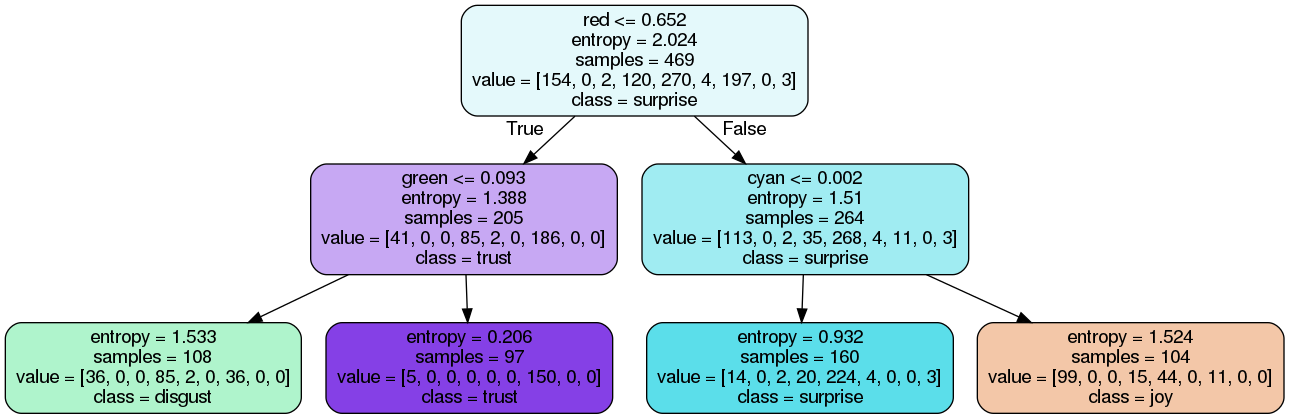 red <= 0.652
entropy = 2.024
samples = 469
value = [154, 0, 2, 120, 270, 4, 197, 0, 3]
class = surprise
True
False
green <= 0.093
entropy = 1.388
samples = 205
value = [41, 0, 0, 85, 2, 0, 186, 0, 0]
class = trust
cyan <= 0.002
entropy = 1.51
samples = 264
value = [113, 0, 2, 35, 268, 4, 11, 0, 3]
class = surprise
entropy = 1.533
samples = 108
value = [36, 0, 0, 85, 2, 0, 36, 0, 0]
class = disgust
entropy = 0.206
samples = 97
value = [5, 0, 0, 0, 0, 0, 150, 0, 0]
class = trust
entropy = 0.932
samples = 160
value = [14, 0, 2, 20, 224, 4, 0, 0, 3]
class = surprise
entropy = 1.524
samples = 104
value = [99, 0, 0, 15, 44, 0, 11, 0, 0]
class = joy